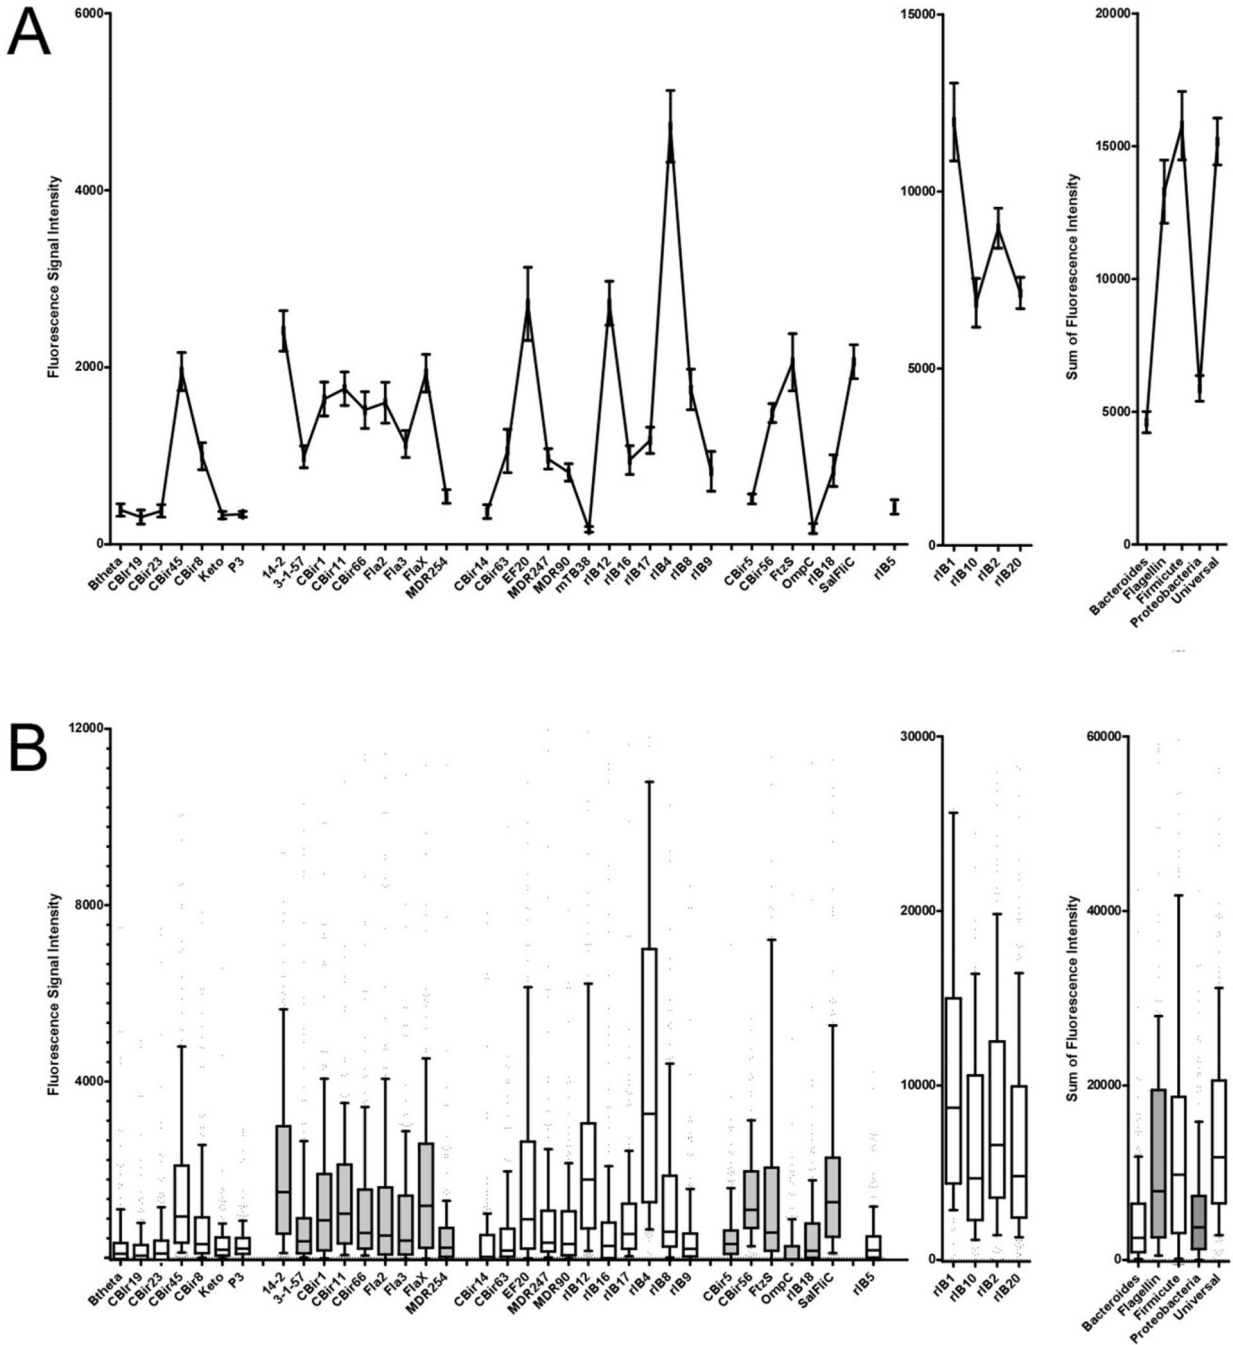 A
Fluorescence Signal Intensity
6000
4000
2000
0
Btheta
CBir19
CBir23
CBir45
CBir8
Keto
P3
14-2
3-1-57
CBir1
CBir11
CBir66
Fla2
Fla3
FlaX
MDR254
CBir14
CBir63
EF20
MDR247
MDR90
mTB38
rIB12
rIB16
rIB17
rIB4
rIB8
rIB9
CBir5
CBir56
FtzS
OmpC
rIB18
SalFliC
rIB5
15000
10000
5000
0
rIB1
rIB10
rIB2
rIB20
Sum of Fluorescence Intensity
20000
15000
10000
5000
0
Bacteroides
Flagellin
Firmicute
Proteobacteria
Universal
B
Fluorescence Signal Intensity
12000
8000
4000
Btheta
CBir19
CBir23
CBir45
CBir8
Keto
P3
14-2
3-1-57
CBir1
CBir11
CBir66
Fla2
Fla3
FlaX
MDR254
CBir14
CBir63
EF20
MDR247
MDR90
rIB12
rIB16
rIB17
rIB4
rIB8
rIB9
CBir5
CBir56
FtzS
OmpC
rIB18
SalFliC
rIB5
30000
20000
10000
0
rIB1
rIB10
rIB2
rIB20
Sum of Fluorescence Intensity
60000
40000
20000
0
Bacteroides
Flagellin
Firmicute
Proteobacteria
Universal